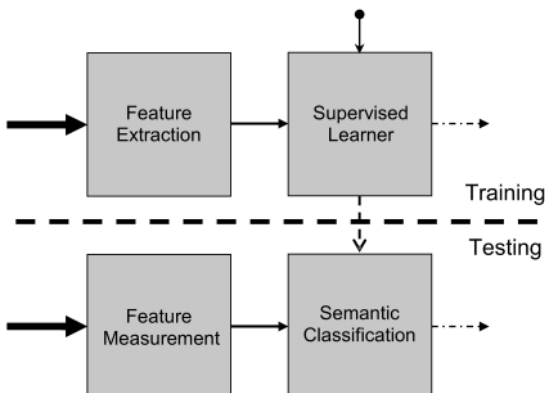 Feature
Extraction
Supervised
Learner
Training
Testing
Feature
Measurement
Semantic
Classification